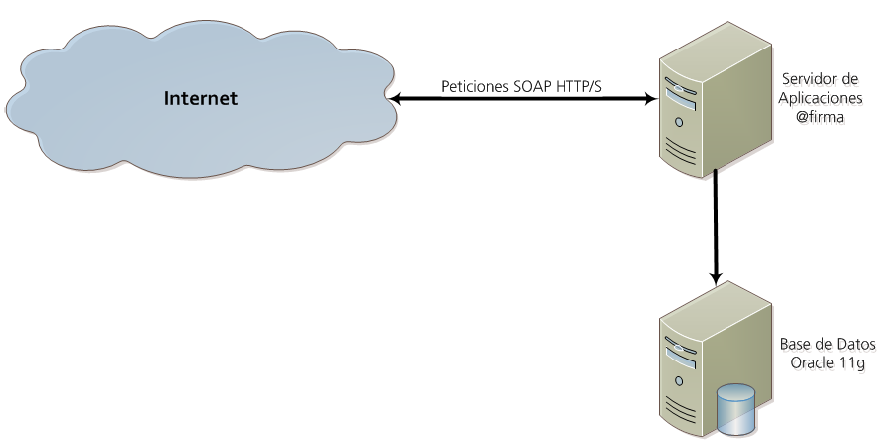 Internet
Peticiones SOAP HTTP/S
Servidor de
Aplicaciones
@firma
Base de Datos
Oracle 11g